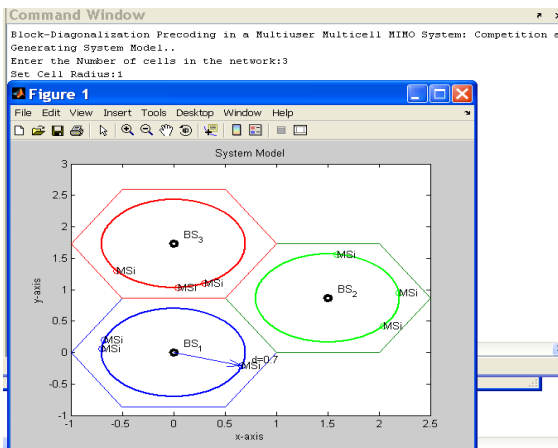 Command Window
Block-Diagonalization Precoding in a Multiuser Multicell MIMO System: Competition
Generating System Model..
Enter the Number of cells in the network:3
Set Cell Radius:1
Figure 1
File Edit View Insert Tools Desktop Window Help
System Model
3
2.5
2
1.5
1
0.5
0
-0.5
-1
y-axis
BS3
MSi
MSi
MSi
MSi
BS2
MSi
MSi
MSi
MSi
BS1
d=0.7
MSi
-1 -0.5 0 0.5 1 1.5 2 2.5
x-axis